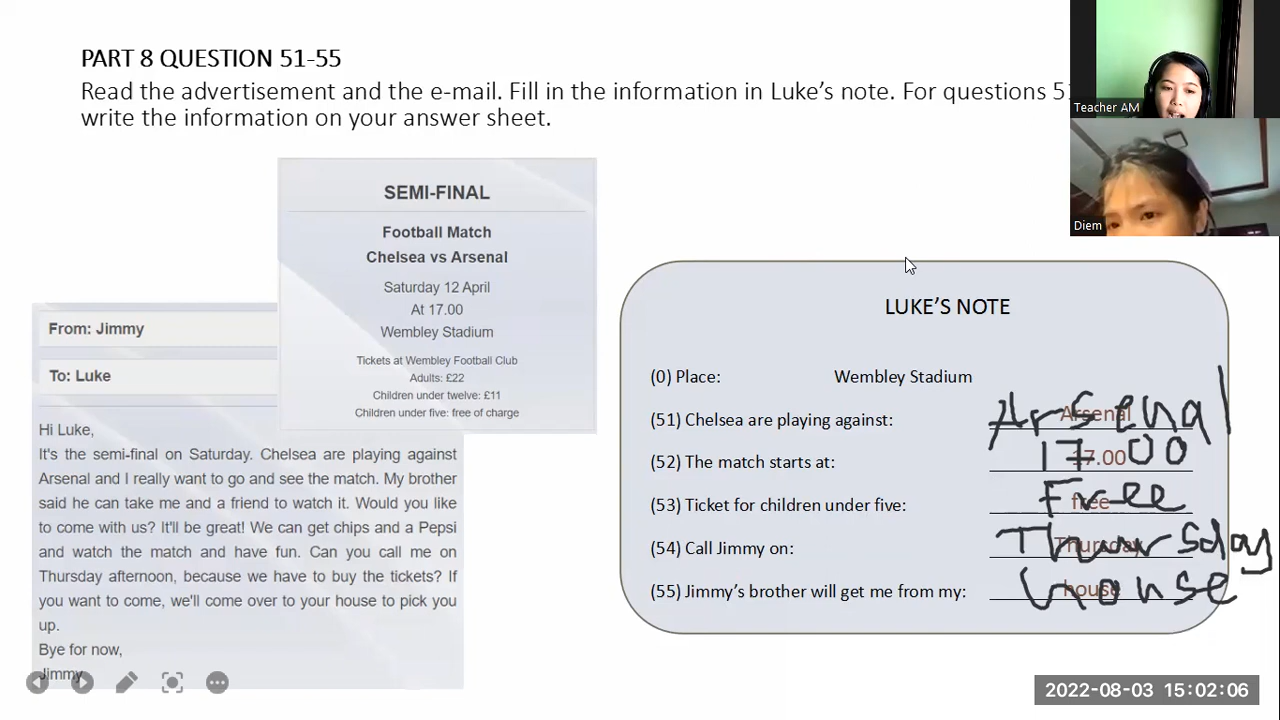 PART 8 QUESTION 51-55
Read the advertisement and the e-mail. Fill in the information in Luke's note. For questions
write the information on your answer sheet.
Teacher AM
Diem
SEMI-FINAL
Football Match
Chelsea vs Arsenal
Saturday 12 April
At 17.00
Wembley Stadium
Tickets at Wembley Football Club
Adults: £22
Children under twelve: £11
Children under five: free of charge
From: Jimmy
To: Luke
Hi Luke,
It's the semi-final on Saturday. Chelsea are playing against
Arsenal and I really want to go and see the match. My brother
said he can take me and a friend to watch it. Would you like
to come with us? It'll be great! We can get chips and a Pepsi
and watch the match and have fun. Can you call me on
Thursday afternoon, because we have to buy the tickets? If
you want to come, we'll come over to your house to pick you
up.
Bye for now,
Jimmy
LUKE'S NOTE
(0) Place: Wembley Stadium
(51) Chelsea are playing against: Arsenal Arsenal
(52) The match starts at: 17.00 17.00
(53) Ticket for children under five: free Free
(54) Call Jimmy on: Thursday Thursday
(55) Jimmy's brother will get me from my: house house
2022-08-03 15:02:06